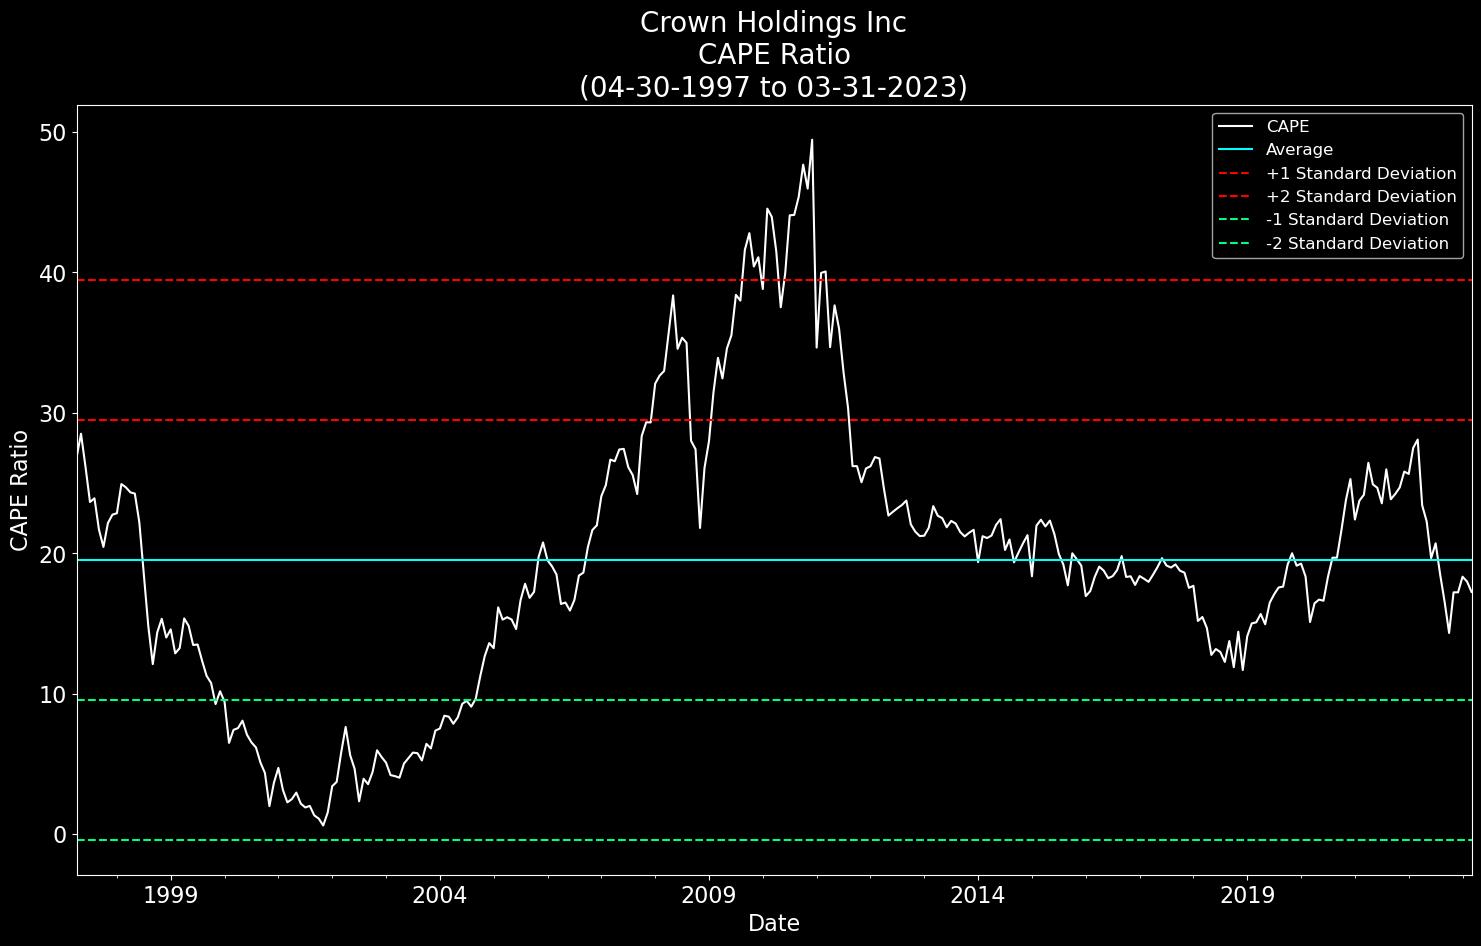 Crown Holdings Inc
CAPE Ratio
(04-30-1997 to 03-31-2023)
CAPE
Average
+1 Standard Deviation
+2 Standard Deviation
-1 Standard Deviation
-2 Standard Deviation
CAPE Ratio
50
40
30
20
10
0
1999 2004 2009 2014 2019
Date